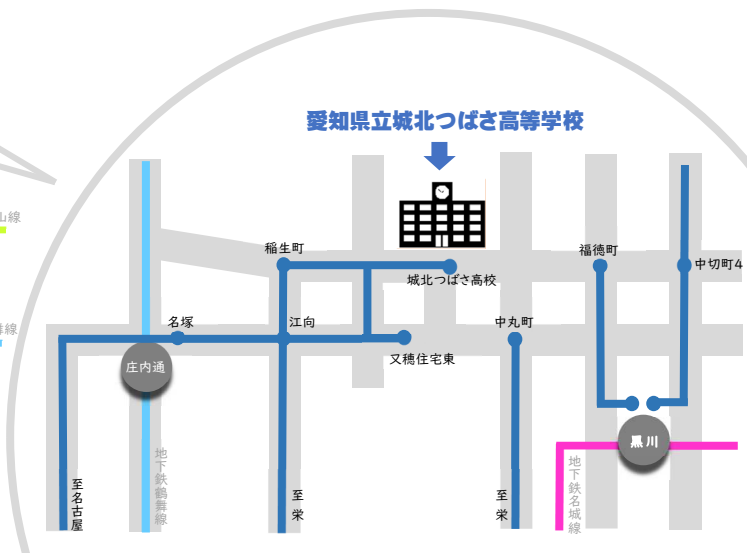 愛知県立城北つばさ高等学校
山線
稲生町
福徳町
中切町4
城北つばさ高校
名塚
江向
中丸町
舞線
又穂住宅東
庄内通
黒川
地下鉄鶴舞線
地下鉄名城線
至名古屋
至栄
至栄